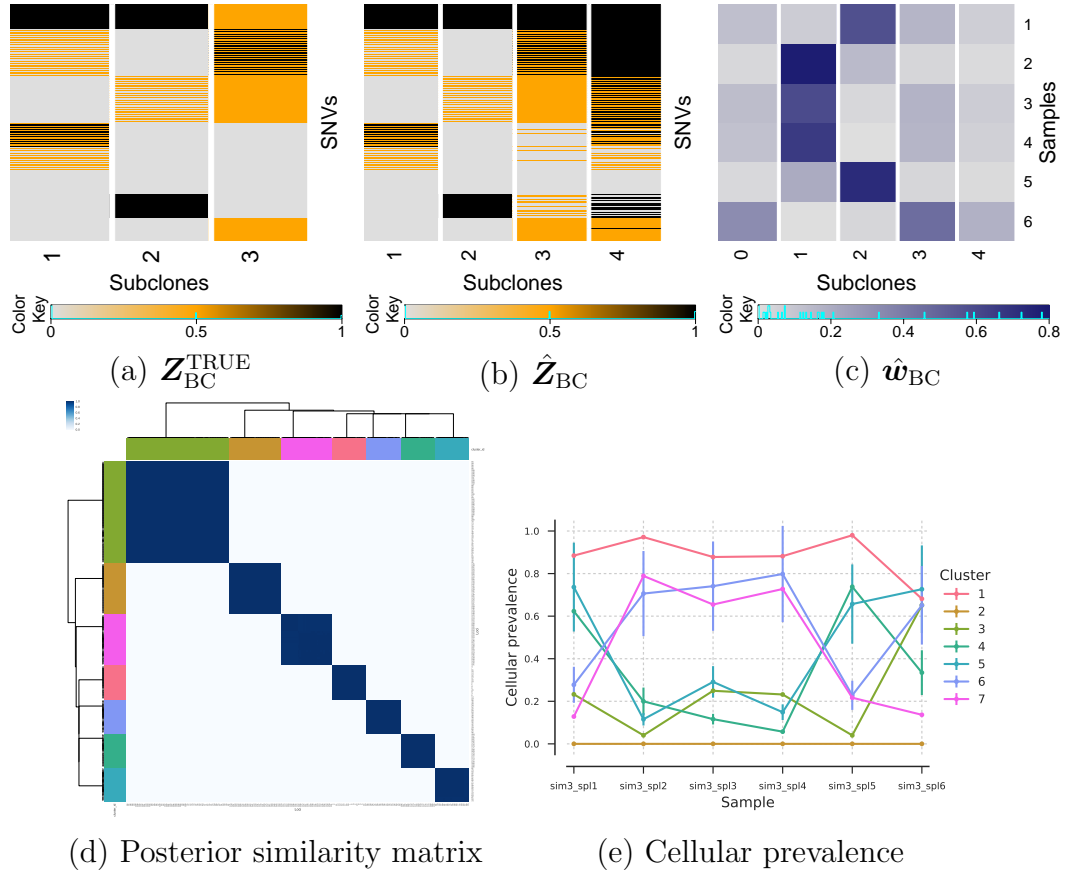 SNVs
1
2
3
Subclones
Color
Key
0
0.5
1
(a) Z_BC^TRUE
SNVs
1
2
3
4
Subclones
Color
Key
0
0.5
1
(b) Ẑ_BC
1
2
3
4
5
6
Samples
0
1
2
3
4
Subclones
Color
Key
0
0.2
0.4
0.6
0.8
(c) ŵ_BC
(d) Posterior similarity matrix
1.0
0.8
0.6
0.4
0.2
0.0
Cellular prevalence
sim3_spl1 sim3_spl2 sim3_spl3 sim3_spl4 sim3_spl5 sim3_spl6
Sample
Cluster
1
2
3
4
5
6
7
(e) Cellular prevalence